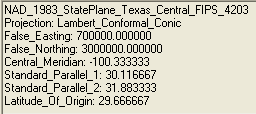 NAD_1983_StatePlane_Texas_Central_FIPS_4203
Projection: Lambert_Conformal_Conic
False_Easting: 700000.000000
False_Northing: 3000000.000000
Central_Meridian: -100.333333
Standard_Parallel_1: 30.116667
Standard_Parallel_2: 31.883333
Latitude_Of_Origin: 29.666667